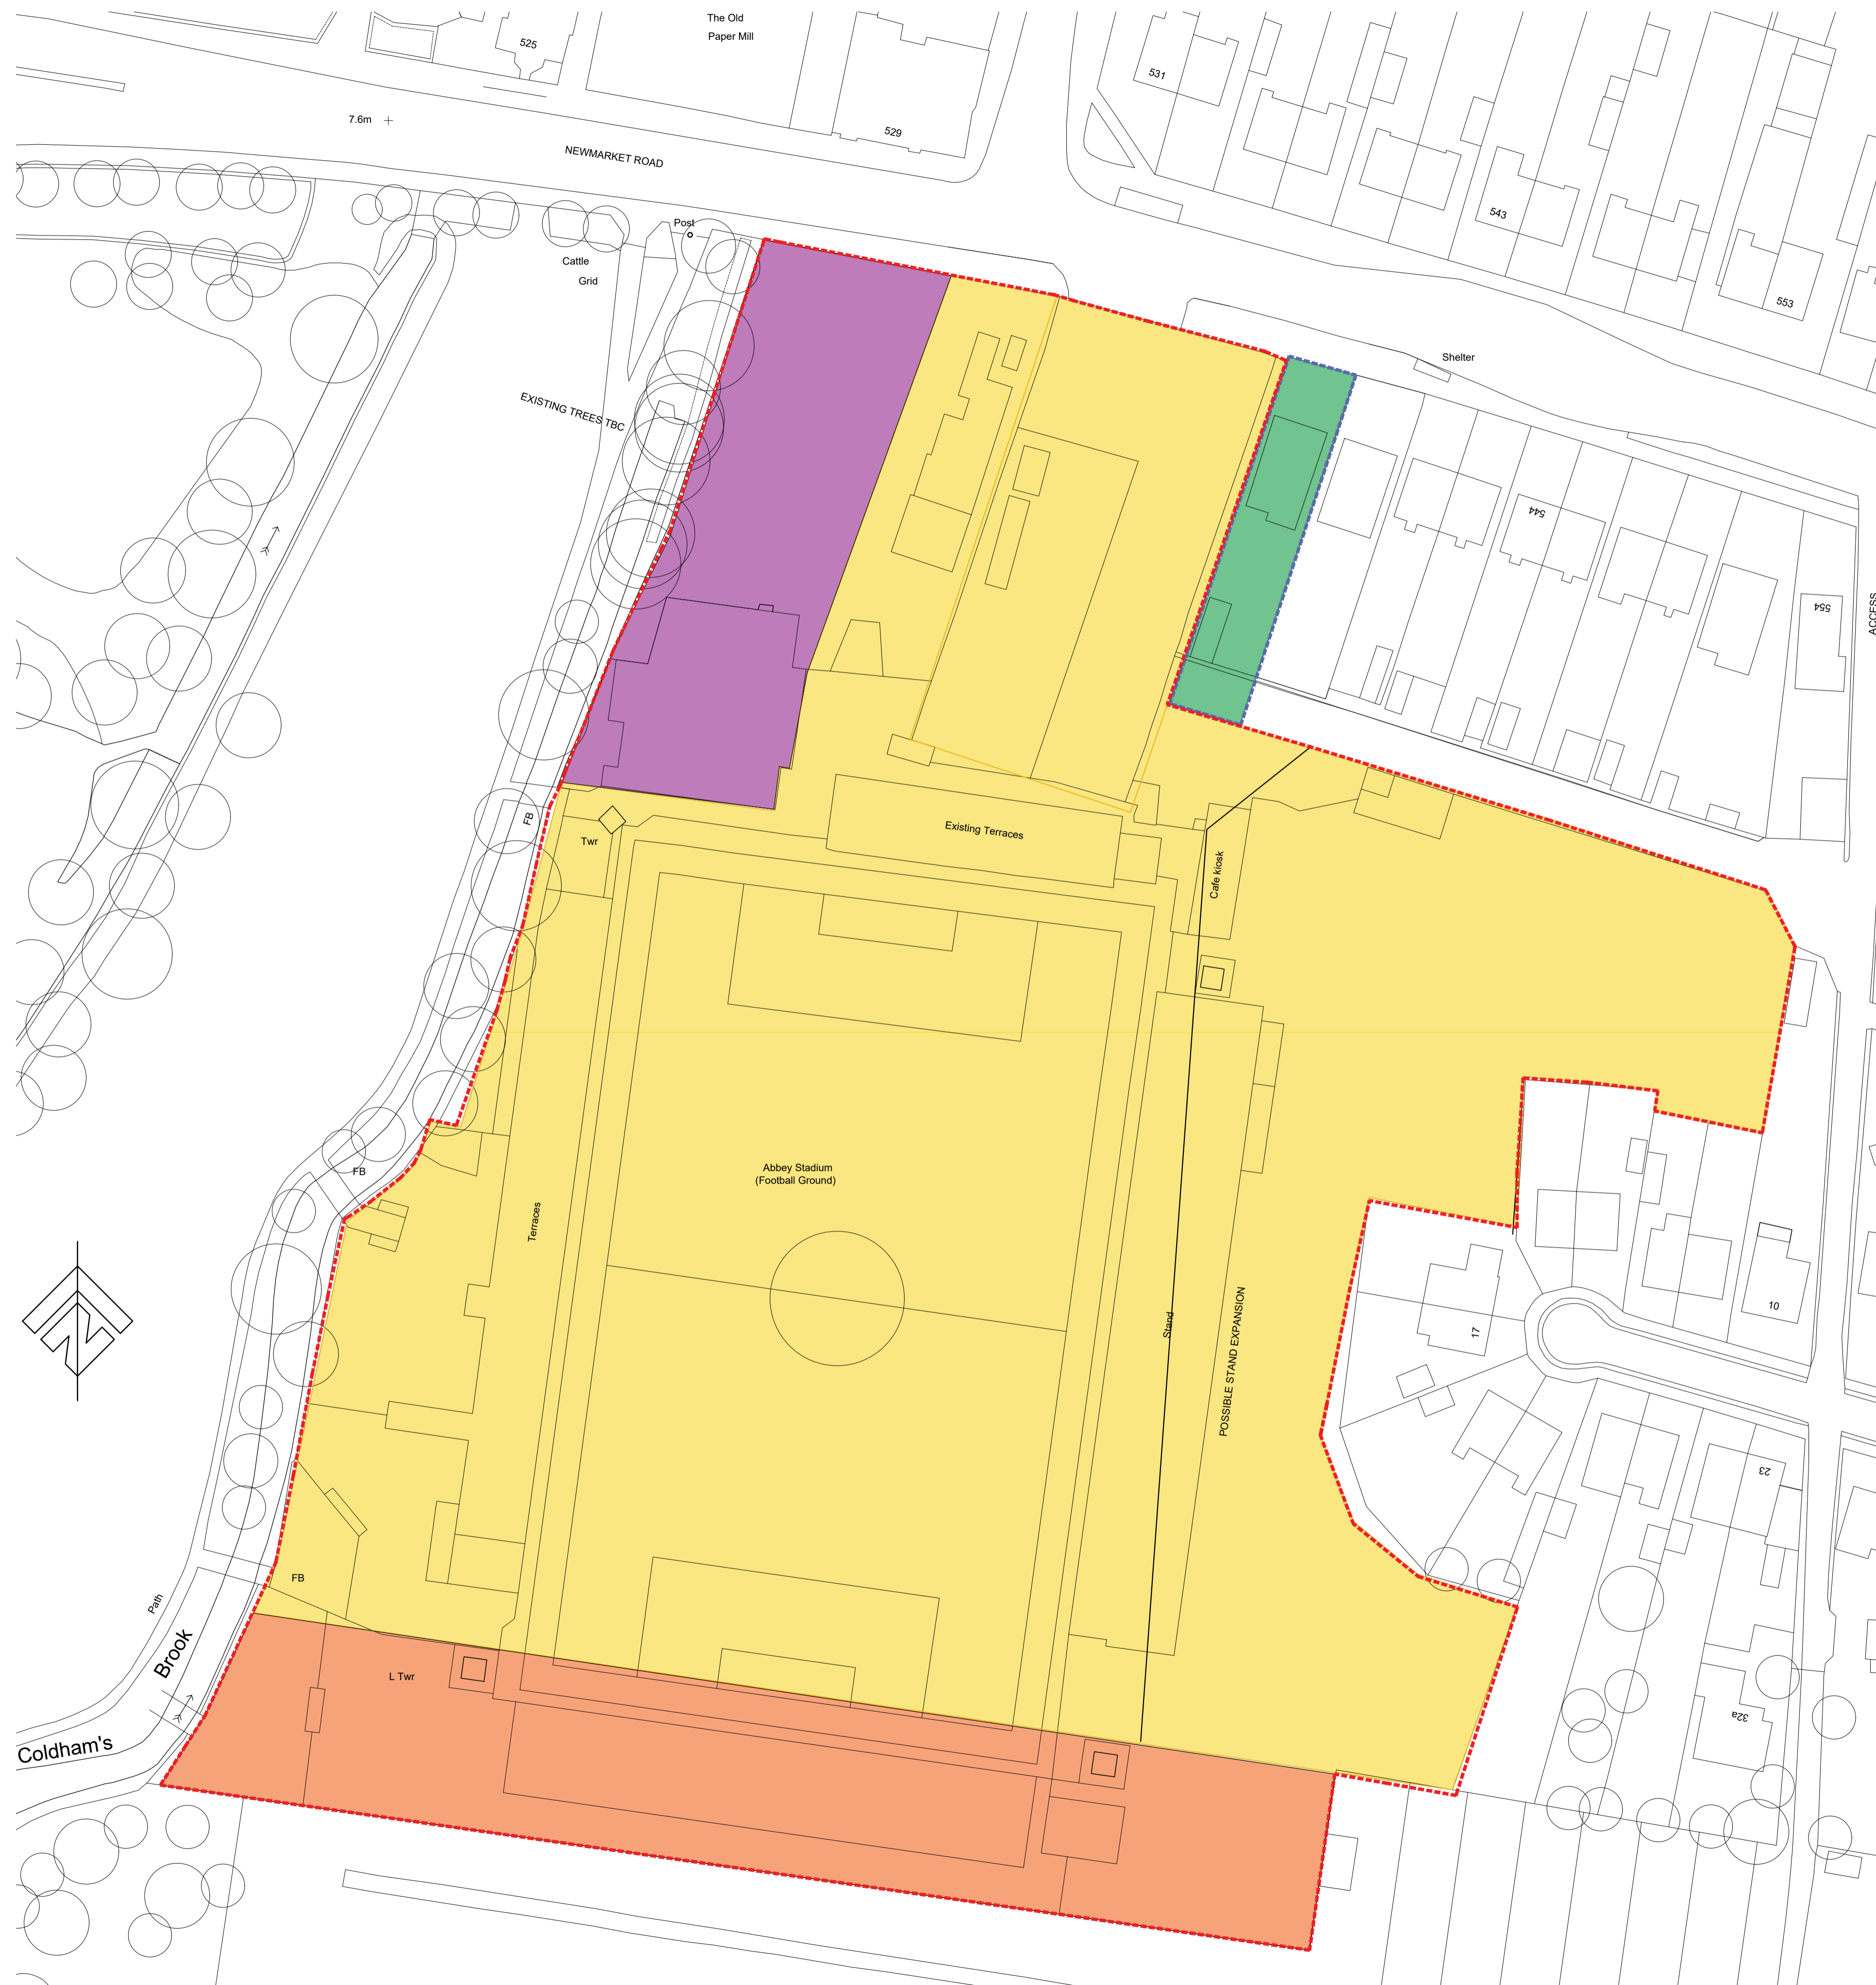 The Old
Paper Mill
525
531
7.6m
529
NEWMARKET ROAD
543
Post
Cattle
Grid
553
Shelter
EXISTING TREES TBC
544
554
ACCESS
FB
Twr
Existing Terraces
Cafe kiosk
FB
Abbey Stadium
(Football Ground)
Terraces
Stand
POSSIBLE STAND EXPANSION
17
10
N
23
FB
Path
Brook
L Twr
32a
Coldham's